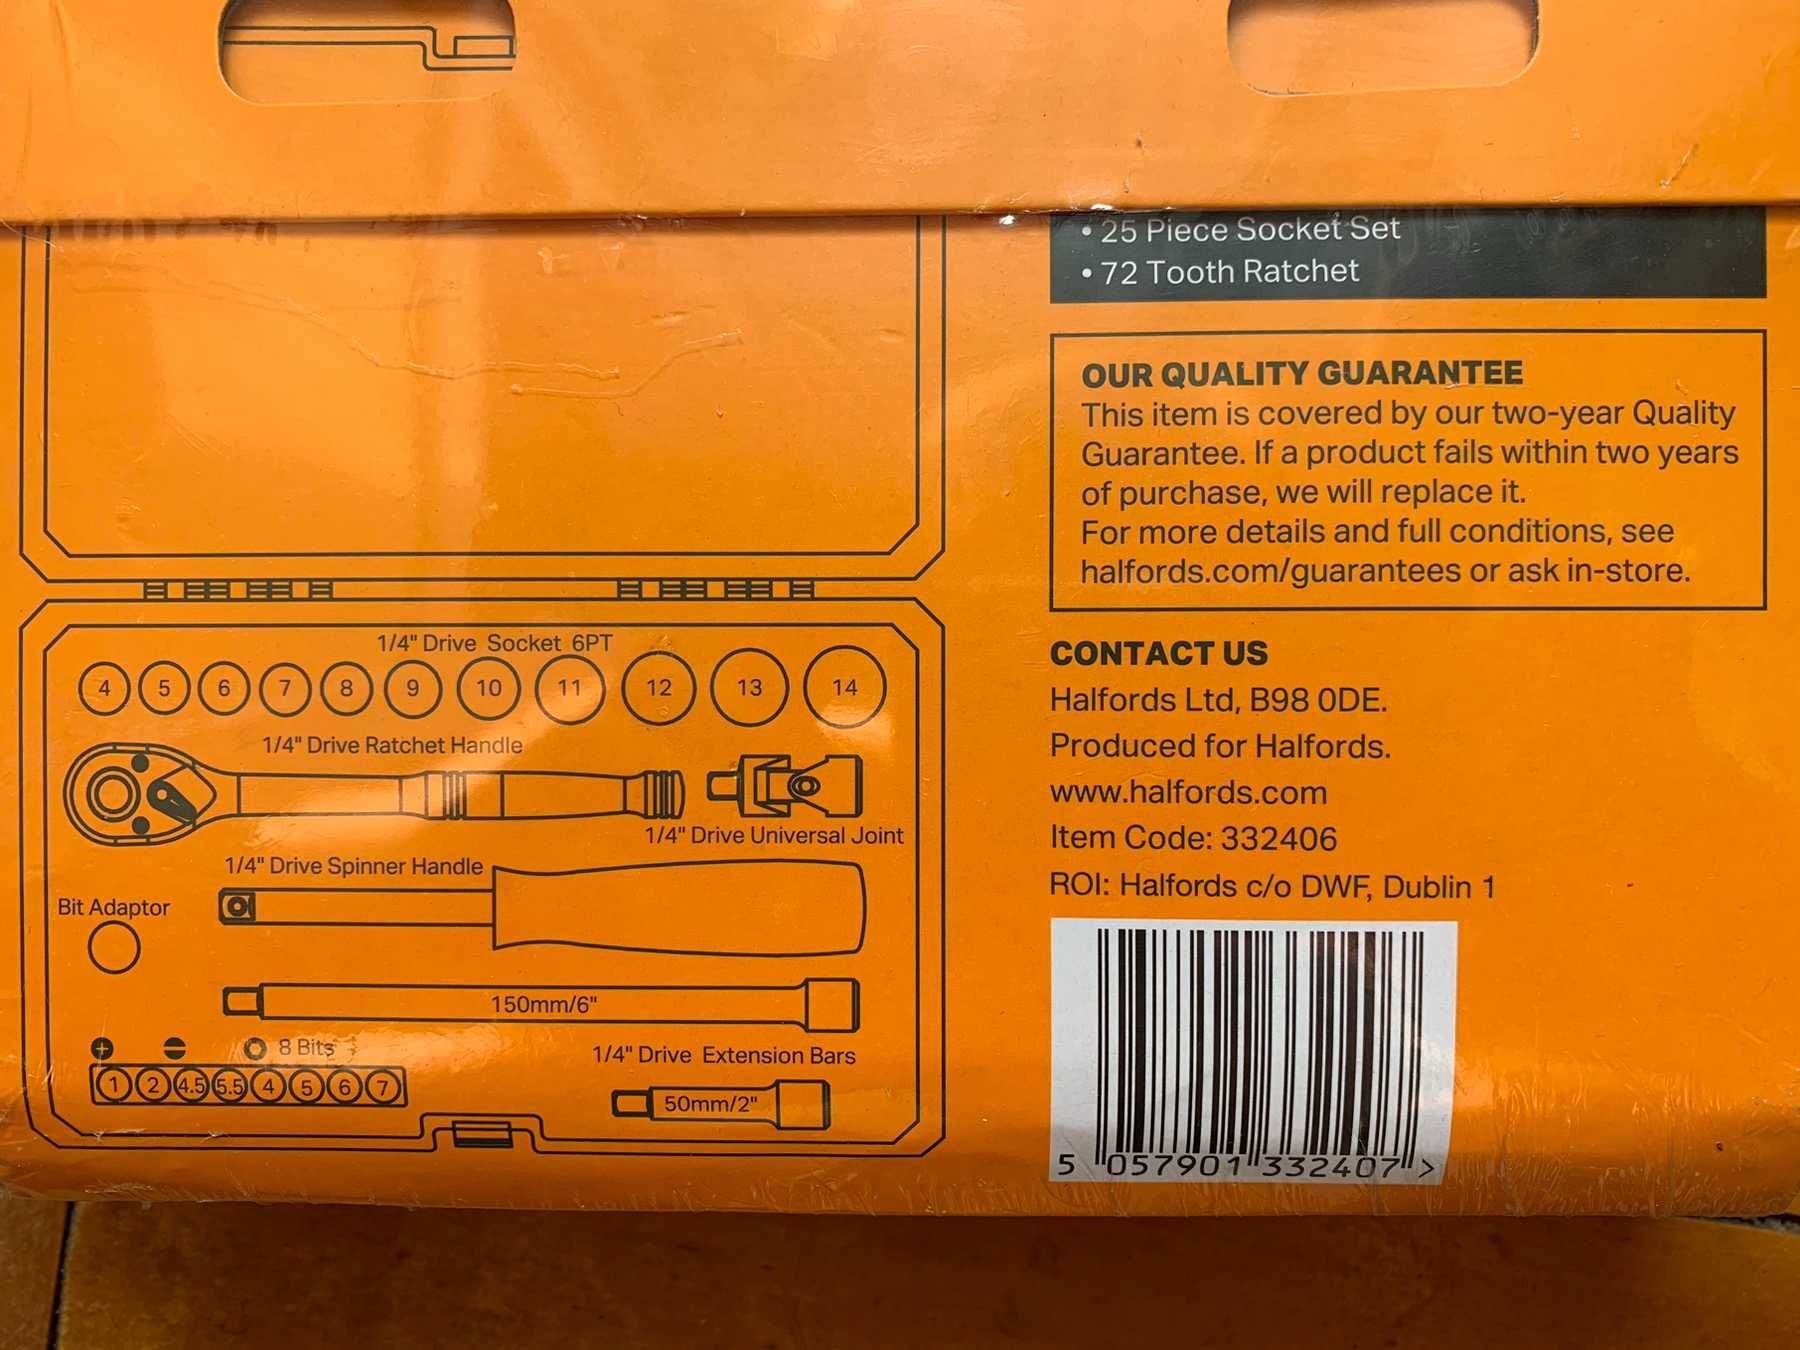 • 25 Piece Socket Set
• 72 Tooth Ratchet
OUR QUALITY GUARANTEE
This item is covered by our two-year Quality
Guarantee. If a product fails within two years
of purchase, we will replace it.
For more details and full conditions, see
halfords.com/guarantees or ask in-store.
CONTACT US
Halfords Ltd, B98 0DE.
Produced for Halfords.
www.halfords.com
Item Code: 332406
ROI: Halfords c/o DWF, Dublin 1
5 057901 332407 >
1/4" Drive Socket 6PT
4 5 6 7 8 9 10 11 12 13 14
1/4" Drive Ratchet Handle
1/4" Drive Universal Joint
1/4" Drive Spinner Handle
Bit Adaptor
150mm/6"
8 Bits
1/4" Drive Extension Bars
1 2 4.5 5.5 4 5 6 7
50mm/2"